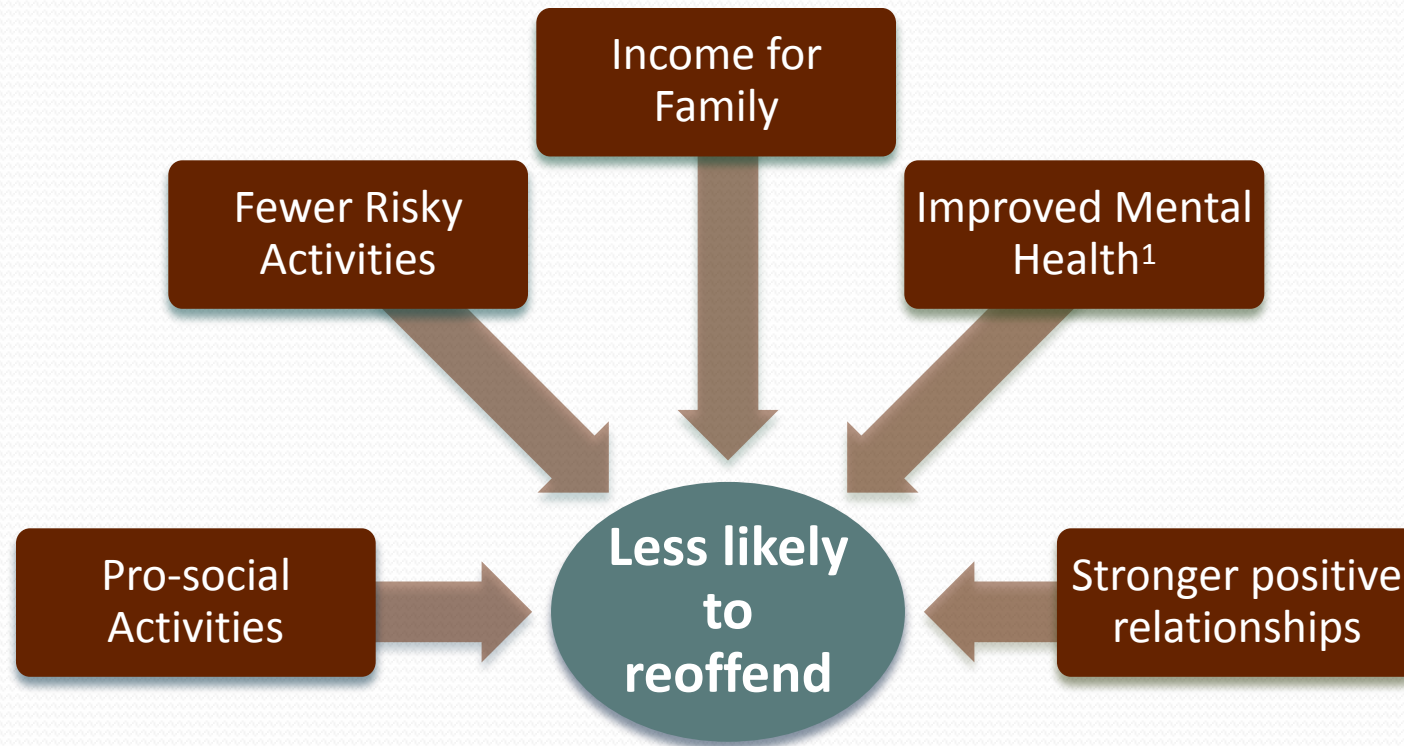 Income for
Family
Fewer Risky
Activities
Improved Mental
Health¹
Pro-social
Activities
Less likely
to
reoffend
Stronger positive
relationships